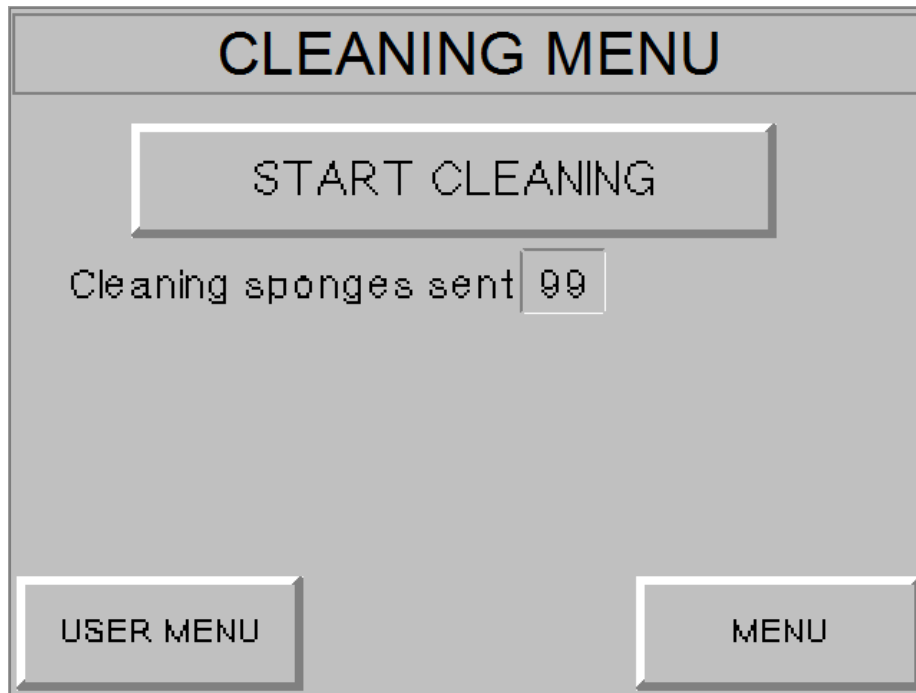 CLEANING MENU
START CLEANING
Cleaning sponges sent 99
USER MENU MENU